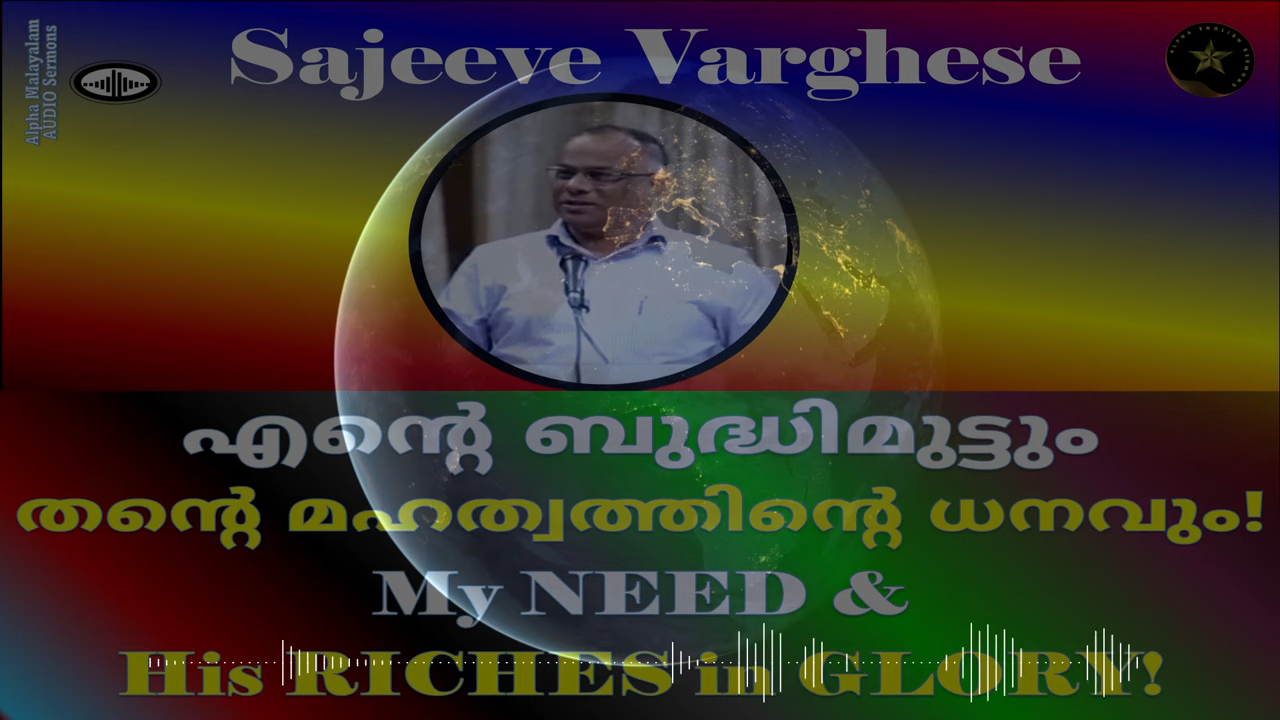 Alpha Malayalam
AUDIO Sermons
Sajeeve Varghese
എന്റെ ബുദ്ധിമുട്ടും
തന്റെ മഹത്വത്തിന്റെ ധനവും!
My NEED &
His RICHES in GLORY!